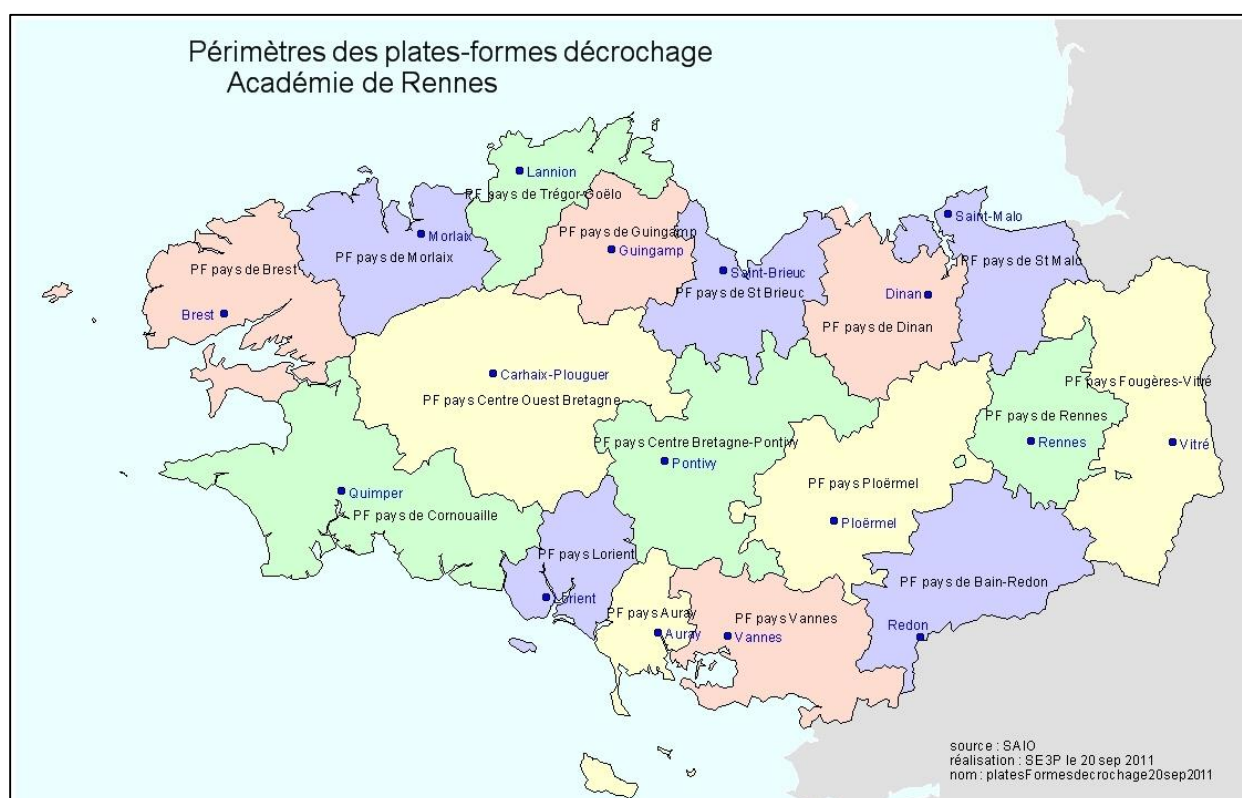 Périmètres des plates-formes décrochage
Académie de Rennes
Lannion
PF pays de Trégor-Goëlo
Saint-Malo
Morlaix
PF pays de Guingamp
Guingamp
PF pays de Morlaix
PF pays de St Malo
PF pays de Brest
Saint-Brieuc
PF pays de St Brieuc
Dinan
Brest
PF pays de Dinan
Carhaix-Plouguer
PF pays Fougères-Vitré
PF pays Centre Ouest Bretagne
PF pays de Rennes
PF pays Centre Bretagne-Pontivy
Rennes
Vitré
Pontivy
PF pays Ploërmel
Quimper
PF pays de Cornouaille
Ploërmel
PF pays Lorient
PF pays de Bain-Redon
Lorient
PF pays Auray
PF pays Vannes
Redon
Auray
Vannes
source : SAIO
réalisation : SE3P le 20 sep 2011
nom : platesFormesdecrochage20sep2011